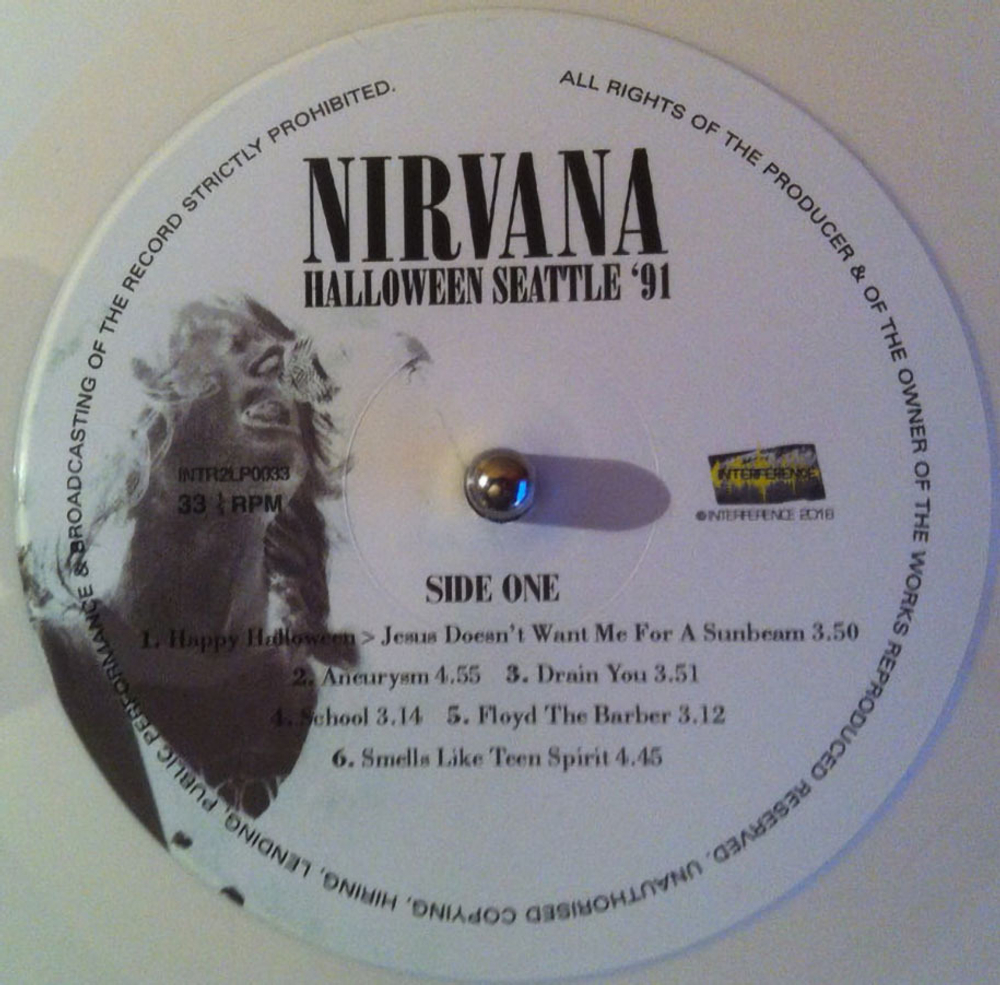 ALL RIGHTS OF THE PRODUCER & OF THE OWNER OF THE WORKS REPRODUCED RESERVED. UNAUTHORISED COPYING, HIRING, LENDING, PUBLIC PERFORMANCE & BROADCASTING OF THE RECORD STRICTLY PROHIBITED.
NIRVANA
HALLOWEEN SEATTLE '91
INTR2LP0033
33 ⅓ RPM
INTERFERENCE
©INTERFERENCE 2016
SIDE ONE
1. Happy Halloween > Jesus Doesn't Want Me For A Sunbeam 3.50
2. Aneurysm 4.55 3. Drain You 3.51
4. School 3.14 5. Floyd The Barber 3.12
6. Smells Like Teen Spirit 4.45